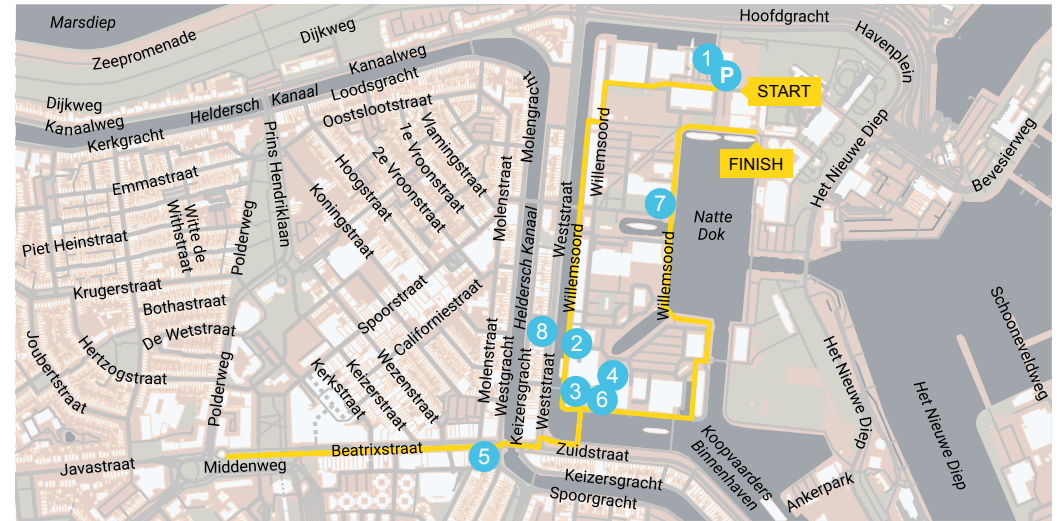 Marsdiep
Zeepromenade
Dijkweg
Kanaalweg
Hoofdgracht
Havenplein
1
P
START
Dijkweg
Kanaalweg
Kerkgracht
Heldersch Kanaal
Loodsgracht
Oostslootstraat
Molengracht
Vlamingstraat
1e Vroonstraat
2e Vroonstraat
Hoogstraat
Koningstraat
Prins Hendriklaan
Emmastraat
Witte de
Withstraat
Piet Heinstraat
Polderweg
Krugerstraat
Bothastraat
De Wetstraat
Hertzogstraat
Joubertstraat
Polderweg
Javastraat
Middenweg
Beatrixstraat
Spoorstraat
Californiestraat
Wezenstraat
Keizerstraat
Kerkstraat
Molenstraat
Molenstraat
Westgracht
Keizersgracht
Heldersch Kanaal
Weststraat
Weststraat
Willemsoord
Willemsoord
Willemsoord
FINISH
7
Natte
Dok
8
2
4
3
6
5
Zuidstraat
Keizersgracht
Spoorgracht
Koopvaarders
Binnenhaven
Ankerpark
Het Nieuwe Diep
Het Nieuwe Diep
Het Nieuwe Diep
Bevesierweg
Schooneveldweg